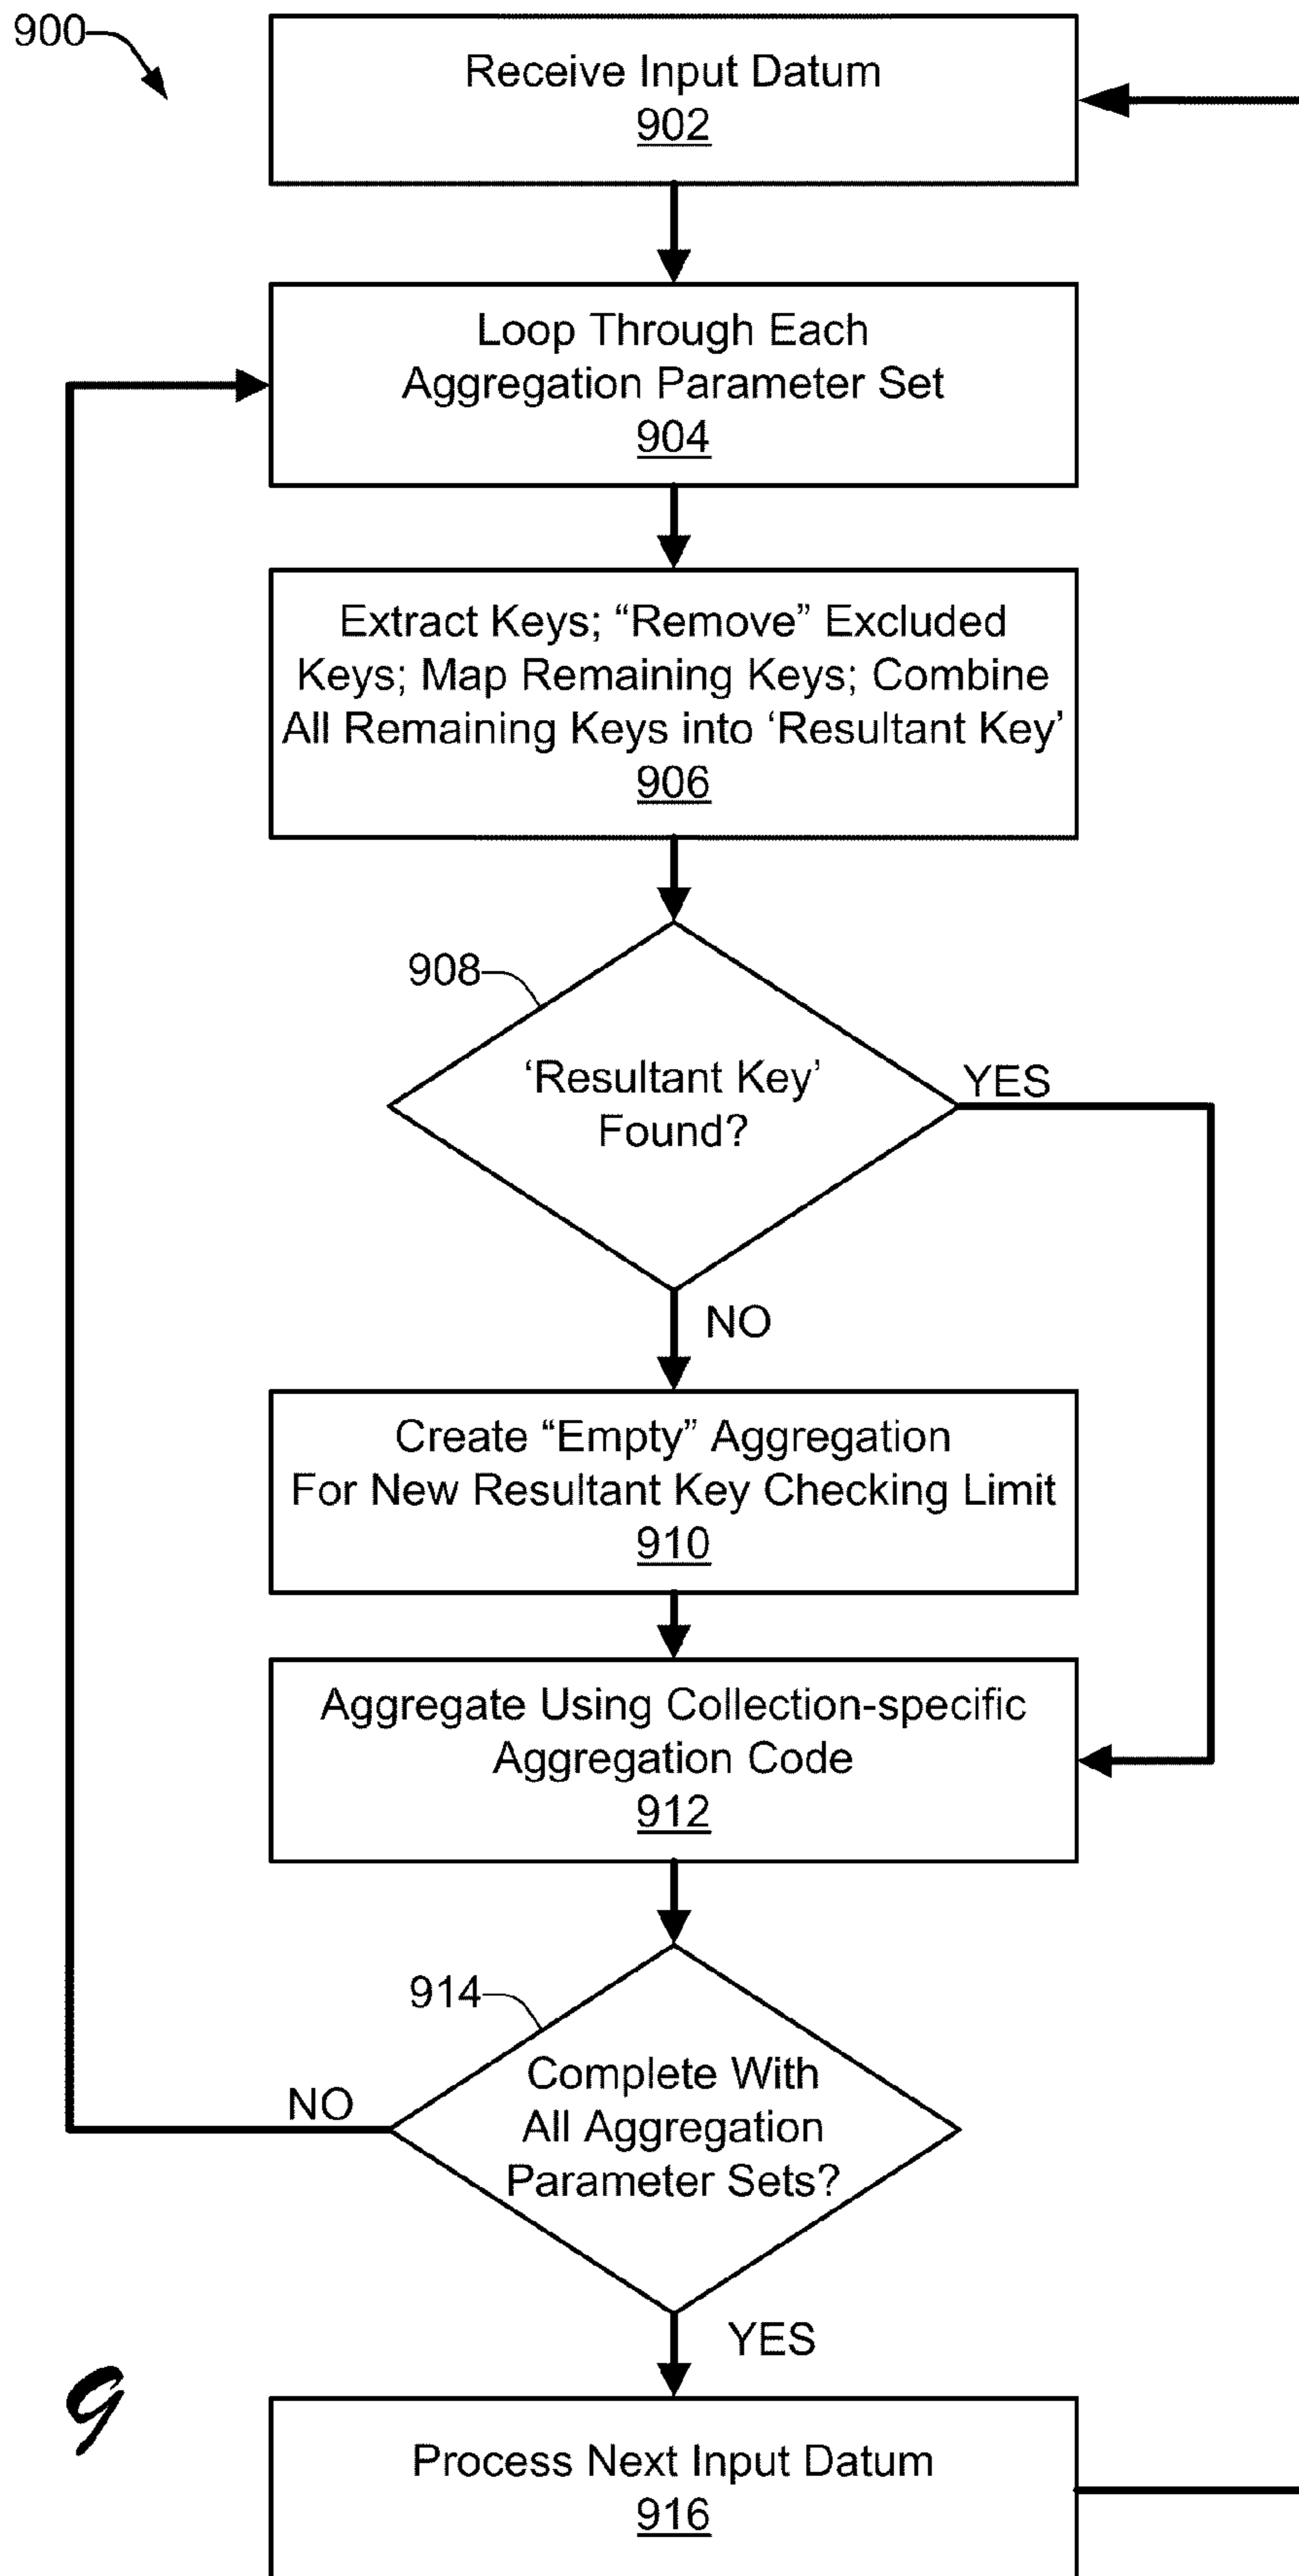 900
Receive Input Datum
902
Loop Through Each
Aggregation Parameter Set
904
Extract Keys; “Remove” Excluded
Keys; Map Remaining Keys; Combine
All Remaining Keys into ‘Resultant Key’
906
908
‘Resultant Key’
Found?
YES
NO
Create “Empty” Aggregation
For New Resultant Key Checking Limit
910
Aggregate Using Collection-specific
Aggregation Code
912
914
Complete With
All Aggregation
Parameter Sets?
NO
YES
9
Process Next Input Datum
916